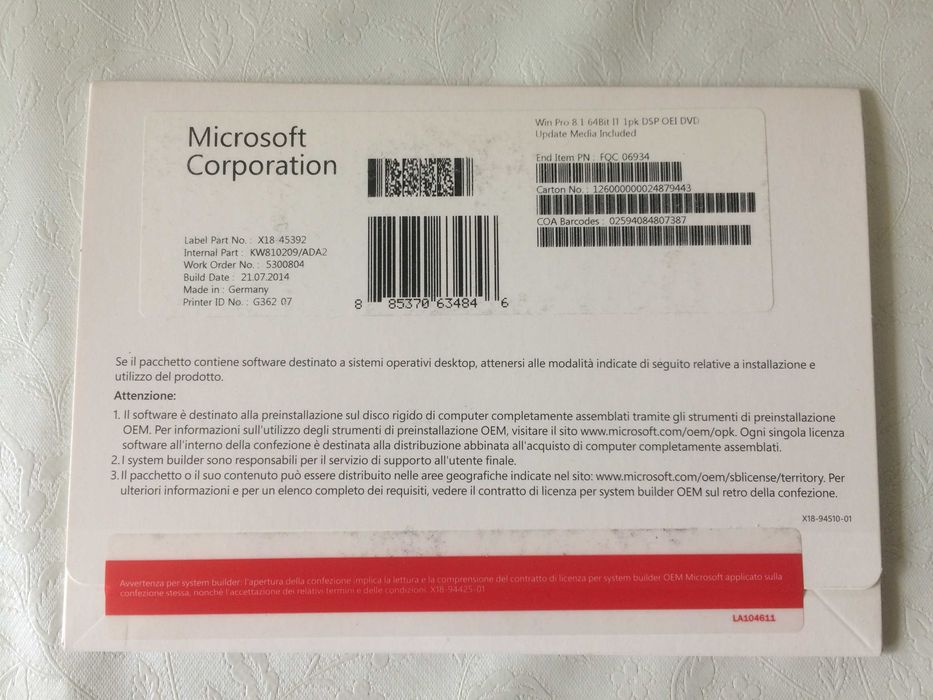 Microsoft
Corporation
Label Part No. : X18-45392
Internal Part : KW810209/ADA2
Work Order No. : 5300804
Build Date : 21.07.2014
Made in : Germany
Printer ID No. : G362 07
8 85370 63484 6
Win Pro 8.1 64Bit IT 1pk DSP OEI DVD
Update Media Included
End Item PN : FQC 06934
Carton No. : 126000000024879443
COA Barcodes : 02594084807387
Se il pacchetto contiene software destinato a sistemi operativi desktop, attenersi alle modalità indicate di seguito relative a installazione e
utilizzo del prodotto.
Attenzione:
1. Il software è destinato alla preinstallazione sul disco rigido di computer completamente assemblati tramite gli strumenti di preinstallazione
OEM. Per informazioni sull'utilizzo degli strumenti di preinstallazione OEM, visitare il sito www.microsoft.com/oem/opk. Ogni singola licenza
software all'interno della confezione è destinata alla distribuzione abbinata all'acquisto di computer completamente assemblati.
2. I system builder sono responsabili per il servizio di supporto all'utente finale.
3. Il pacchetto o il suo contenuto può essere distribuito nelle aree geografiche indicate nel sito: www.microsoft.com/oem/sblicense/territory. Per
ulteriori informazioni e per un elenco completo dei requisiti, vedere il contratto di licenza per system builder OEM sul retro della confezione.
X18-94510-01
Avvertenza per system builder: l'apertura della confezione implica la lettura e la comprensione del contratto di licenza per system builder OEM Microsoft applicato sulla
confezione stessa, nonché l'accettazione dei relativi termini e delle condizioni. X18-94425-01
LA104611